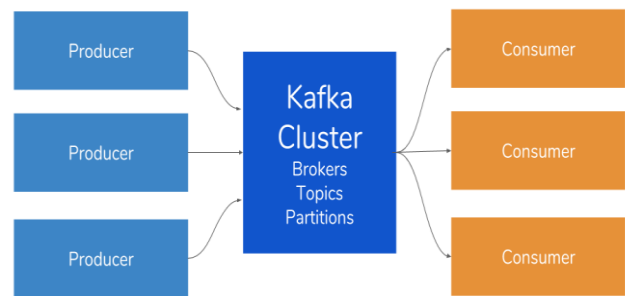 Producer
Producer
Producer
Kafka
Cluster
Brokers
Topics
Partitions
Consumer
Consumer
Consumer